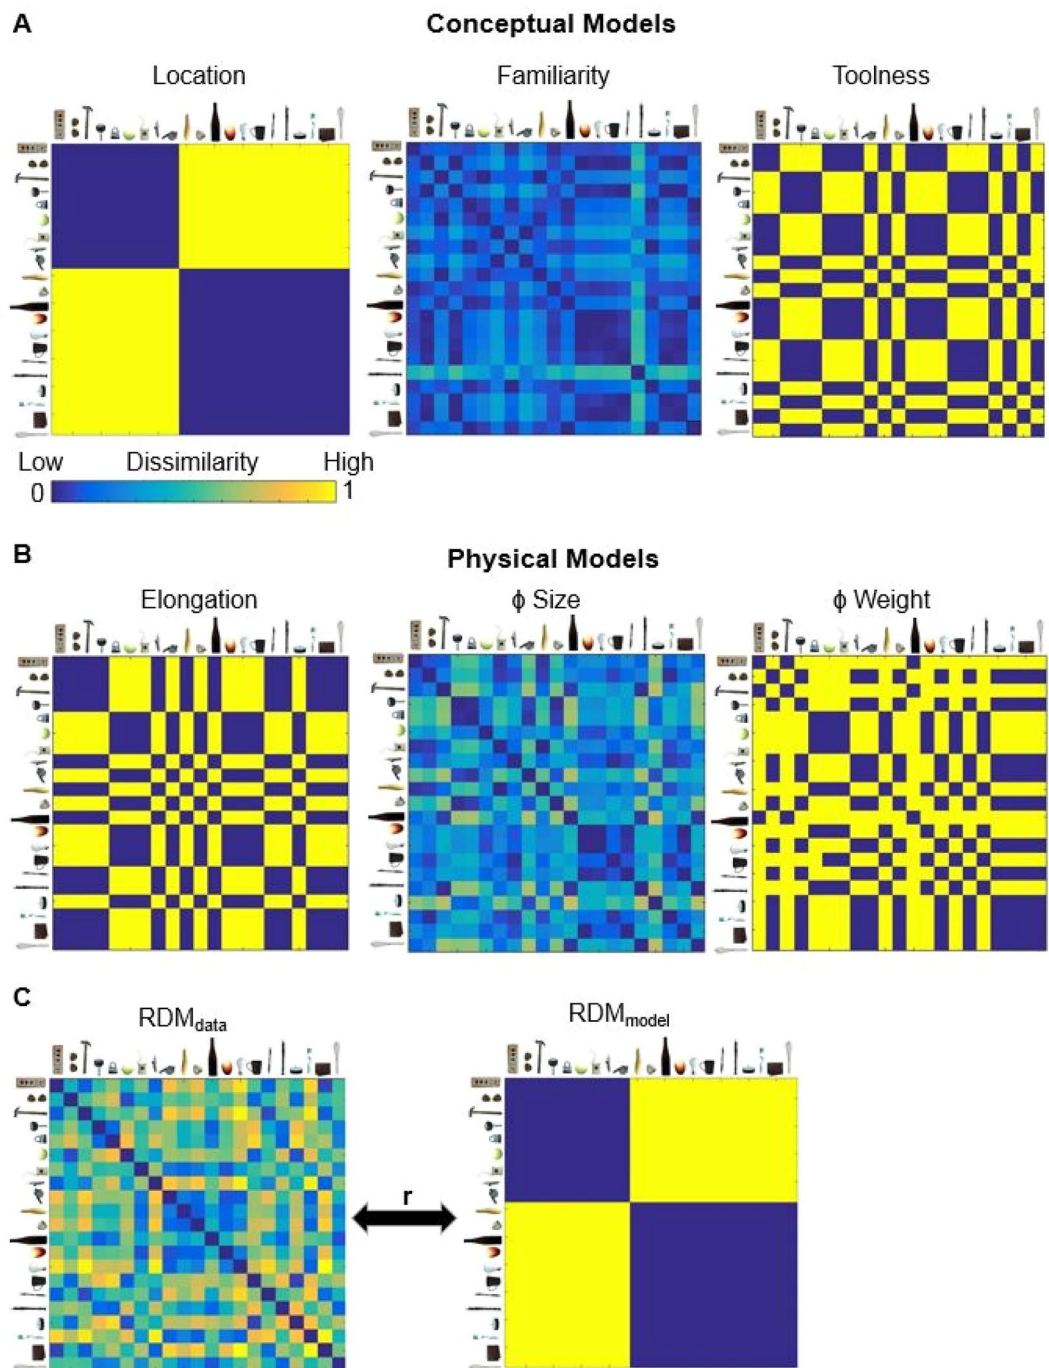 A
Conceptual Models
Location Familiarity Toolness
Low Dissimilarity High
0 1
B
Physical Models
Elongation ϕ Size ϕ Weight
C
RDMdata RDMmodel
r